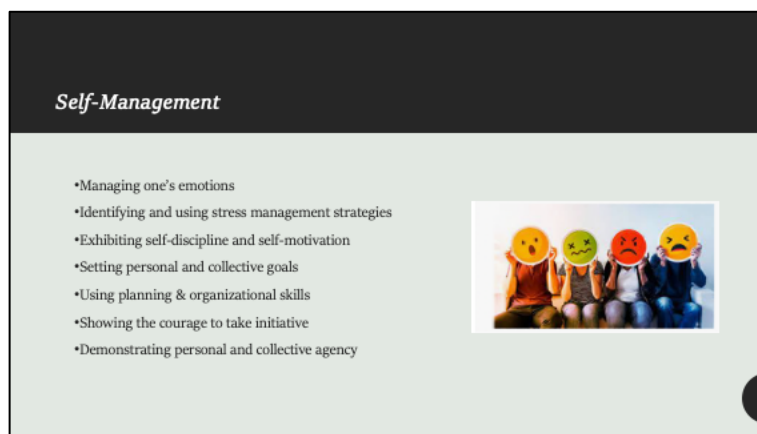 Self-Management
•Managing one's emotions
•Identifying and using stress management strategies
•Exhibiting self-discipline and self-motivation
•Setting personal and collective goals
•Using planning & organizational skills
•Showing the courage to take initiative
•Demonstrating personal and collective agency